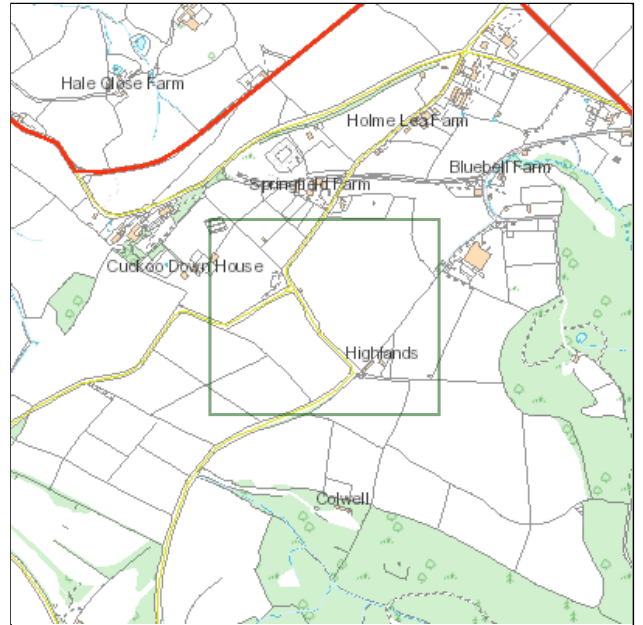 Hale Close Farm
Holme Lea Farm
Bluebell Farm
Springfield Farm
Cuckoo Down House
Highlands
Colwell